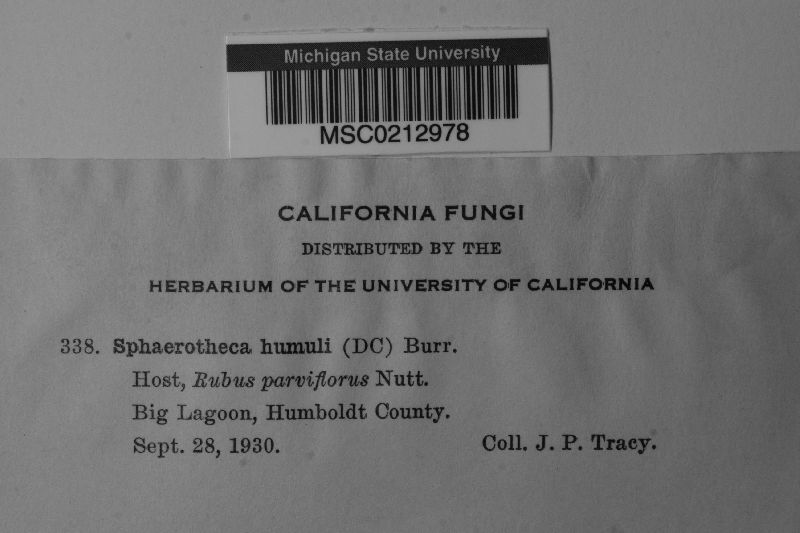 Michigan State University
MSC0212978
CALIFORNIA FUNGI
DISTRIBUTED BY THE
HERBARIUM OF THE UNIVERSITY OF CALIFORNIA
338. Sphaerotheca humuli (DC) Burr.
Host, Rubus parviflorus Nutt.
Big Lagoon, Humboldt County.
Sept. 28, 1930. Coll. J. P. Tracy.